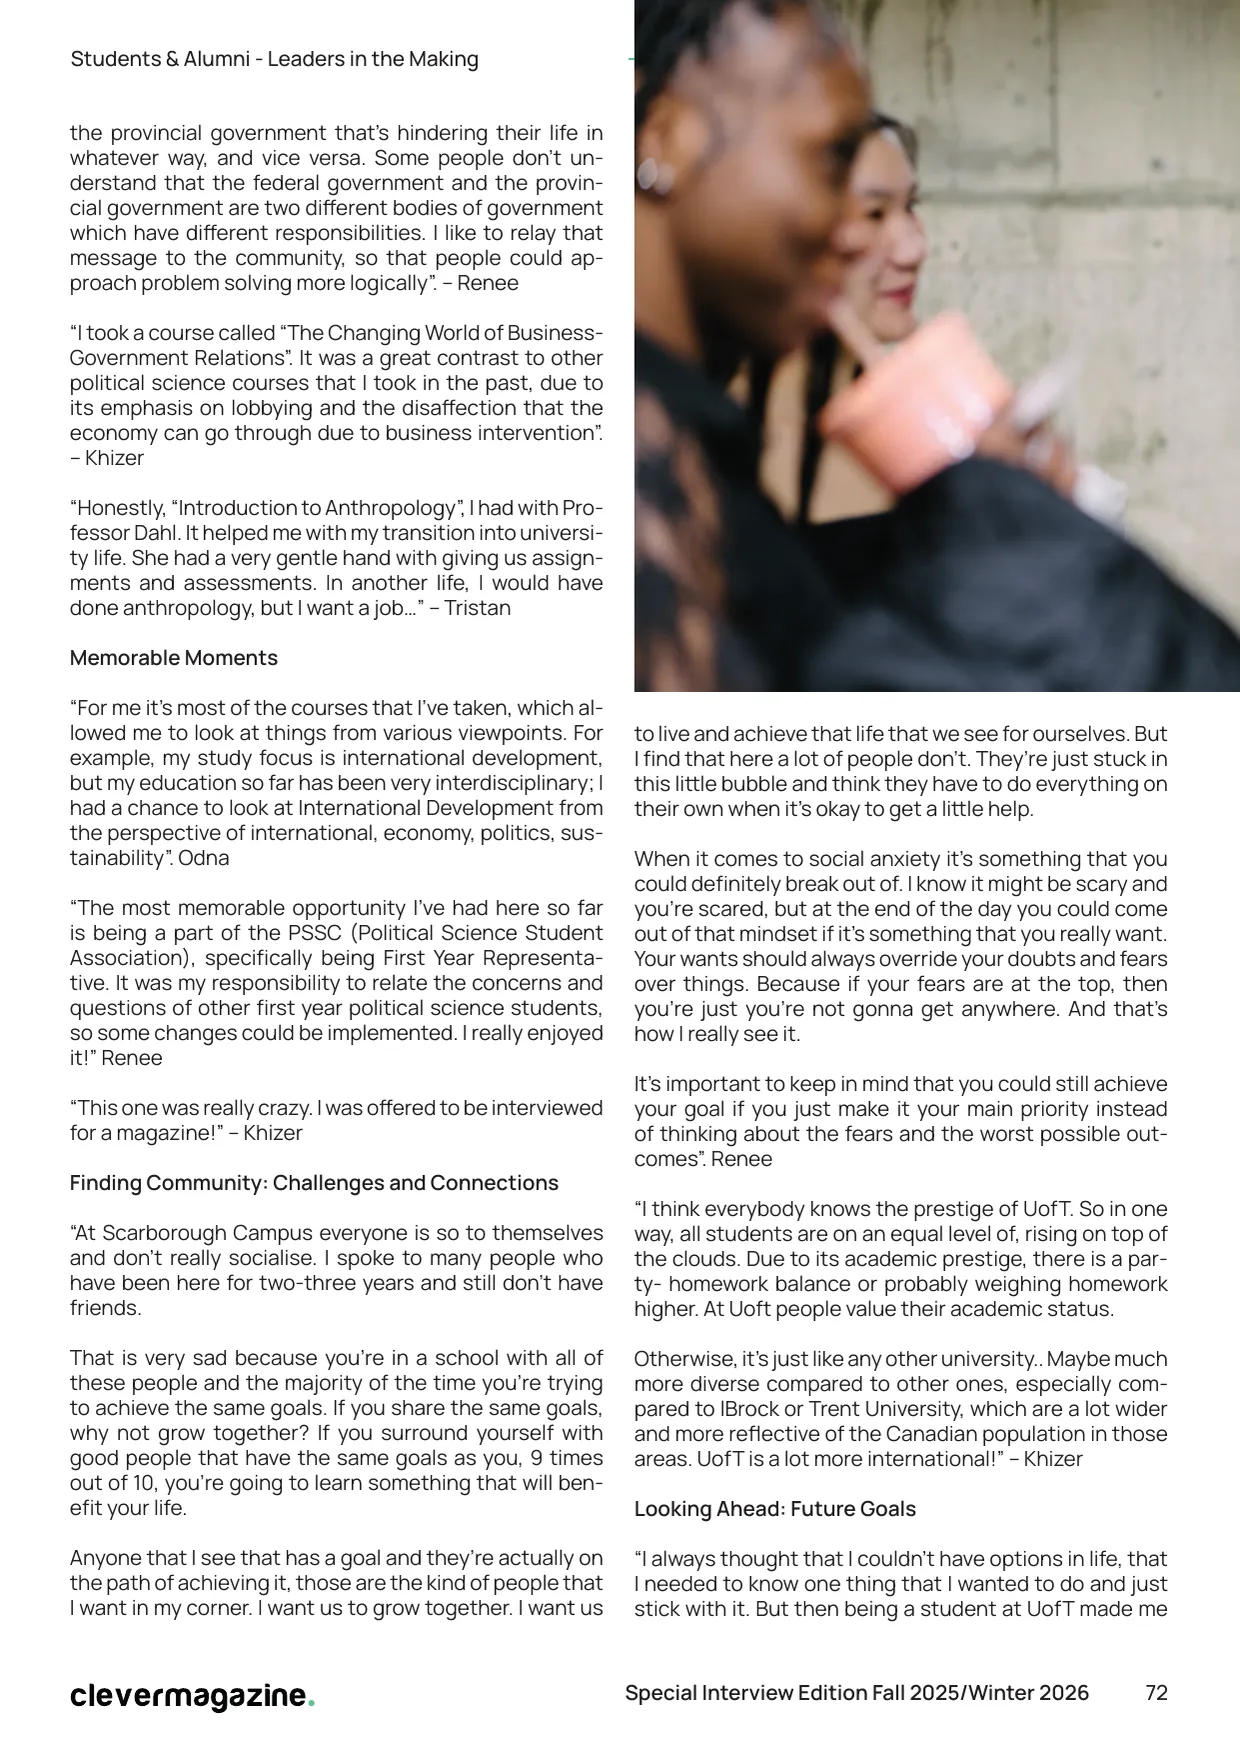 Students & Alumni - Leaders in the Making
the provincial government that’s hindering their life in
whatever way, and vice versa. Some people don’t un-
derstand that the federal government and the provin-
cial government are two different bodies of government
which have different responsibilities. I like to relay that
message to the community, so that people could ap-
proach problem solving more logically”. – Renee
“I took a course called “The Changing World of Business-
Government Relations”. It was a great contrast to other
political science courses that I took in the past, due to
its emphasis on lobbying and the disaffection that the
economy can go through due to business intervention”.
– Khizer
“Honestly, “Introduction to Anthropology”, I had with Pro-
fessor Dahl. It helped me with my transition into universi-
ty life. She had a very gentle hand with giving us assign-
ments and assessments. In another life, I would have
done anthropology, but I want a job…” – Tristan
Memorable Moments
“For me it’s most of the courses that I’ve taken, which al-
lowed me to look at things from various viewpoints. For
example, my study focus is international development,
but my education so far has been very interdisciplinary; I
had a chance to look at International Development from
the perspective of international, economy, politics, sus-
tainability”. Odna
“The most memorable opportunity I’ve had here so far
is being a part of the PSSC (Political Science Student
Association), specifically being First Year Representa-
tive. It was my responsibility to relate the concerns and
questions of other first year political science students,
so some changes could be implemented. I really enjoyed
it!” Renee
“This one was really crazy. I was offered to be interviewed
for a magazine!” – Khizer
Finding Community: Challenges and Connections
“At Scarborough Campus everyone is so to themselves
and don’t really socialise. I spoke to many people who
have been here for two-three years and still don’t have
friends.
That is very sad because you’re in a school with all of
these people and the majority of the time you’re trying
to achieve the same goals. If you share the same goals,
why not grow together? If you surround yourself with
good people that have the same goals as you, 9 times
out of 10, you’re going to learn something that will ben-
efit your life.
Anyone that I see that has a goal and they’re actually on
the path of achieving it, those are the kind of people that
I want in my corner. I want us to grow together. I want us
to live and achieve that life that we see for ourselves. But
I find that here a lot of people don’t. They’re just stuck in
this little bubble and think they have to do everything on
their own when it’s okay to get a little help.
When it comes to social anxiety it’s something that you
could definitely break out of. I know it might be scary and
you’re scared, but at the end of the day you could come
out of that mindset if it’s something that you really want.
Your wants should always override your doubts and fears
over things. Because if your fears are at the top, then
you’re just you’re not gonna get anywhere. And that’s
how I really see it.
It’s important to keep in mind that you could still achieve
your goal if you just make it your main priority instead
of thinking about the fears and the worst possible out-
comes”. Renee
“I think everybody knows the prestige of UofT. So in one
way, all students are on an equal level of, rising on top of
the clouds. Due to its academic prestige, there is a par-
ty- homework balance or probably weighing homework
higher. At Uoft people value their academic status.
Otherwise, it’s just like any other university.. Maybe much
more diverse compared to other ones, especially com-
pared to lBrock or Trent University, which are a lot wider
and more reflective of the Canadian population in those
areas. UofT is a lot more international!” – Khizer
Looking Ahead: Future Goals
“I always thought that I couldn’t have options in life, that
I needed to know one thing that I wanted to do and just
stick with it. But then being a student at UofT made me
clevermagazine.
Special Interview Edition Fall 2025/Winter 2026 72